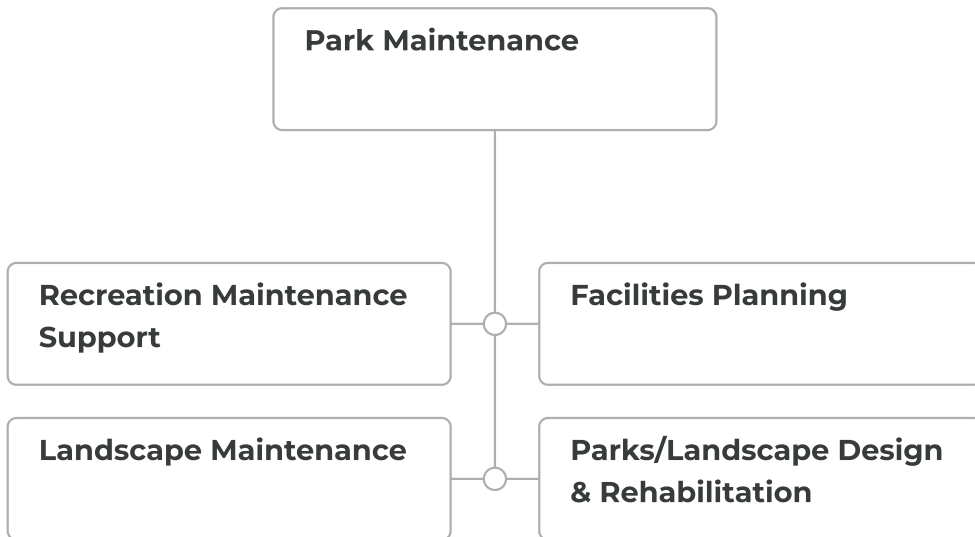 Park Maintenance
Recreation Maintenance
Support
Facilities Planning
Landscape Maintenance
Parks/Landscape Design
& Rehabilitation